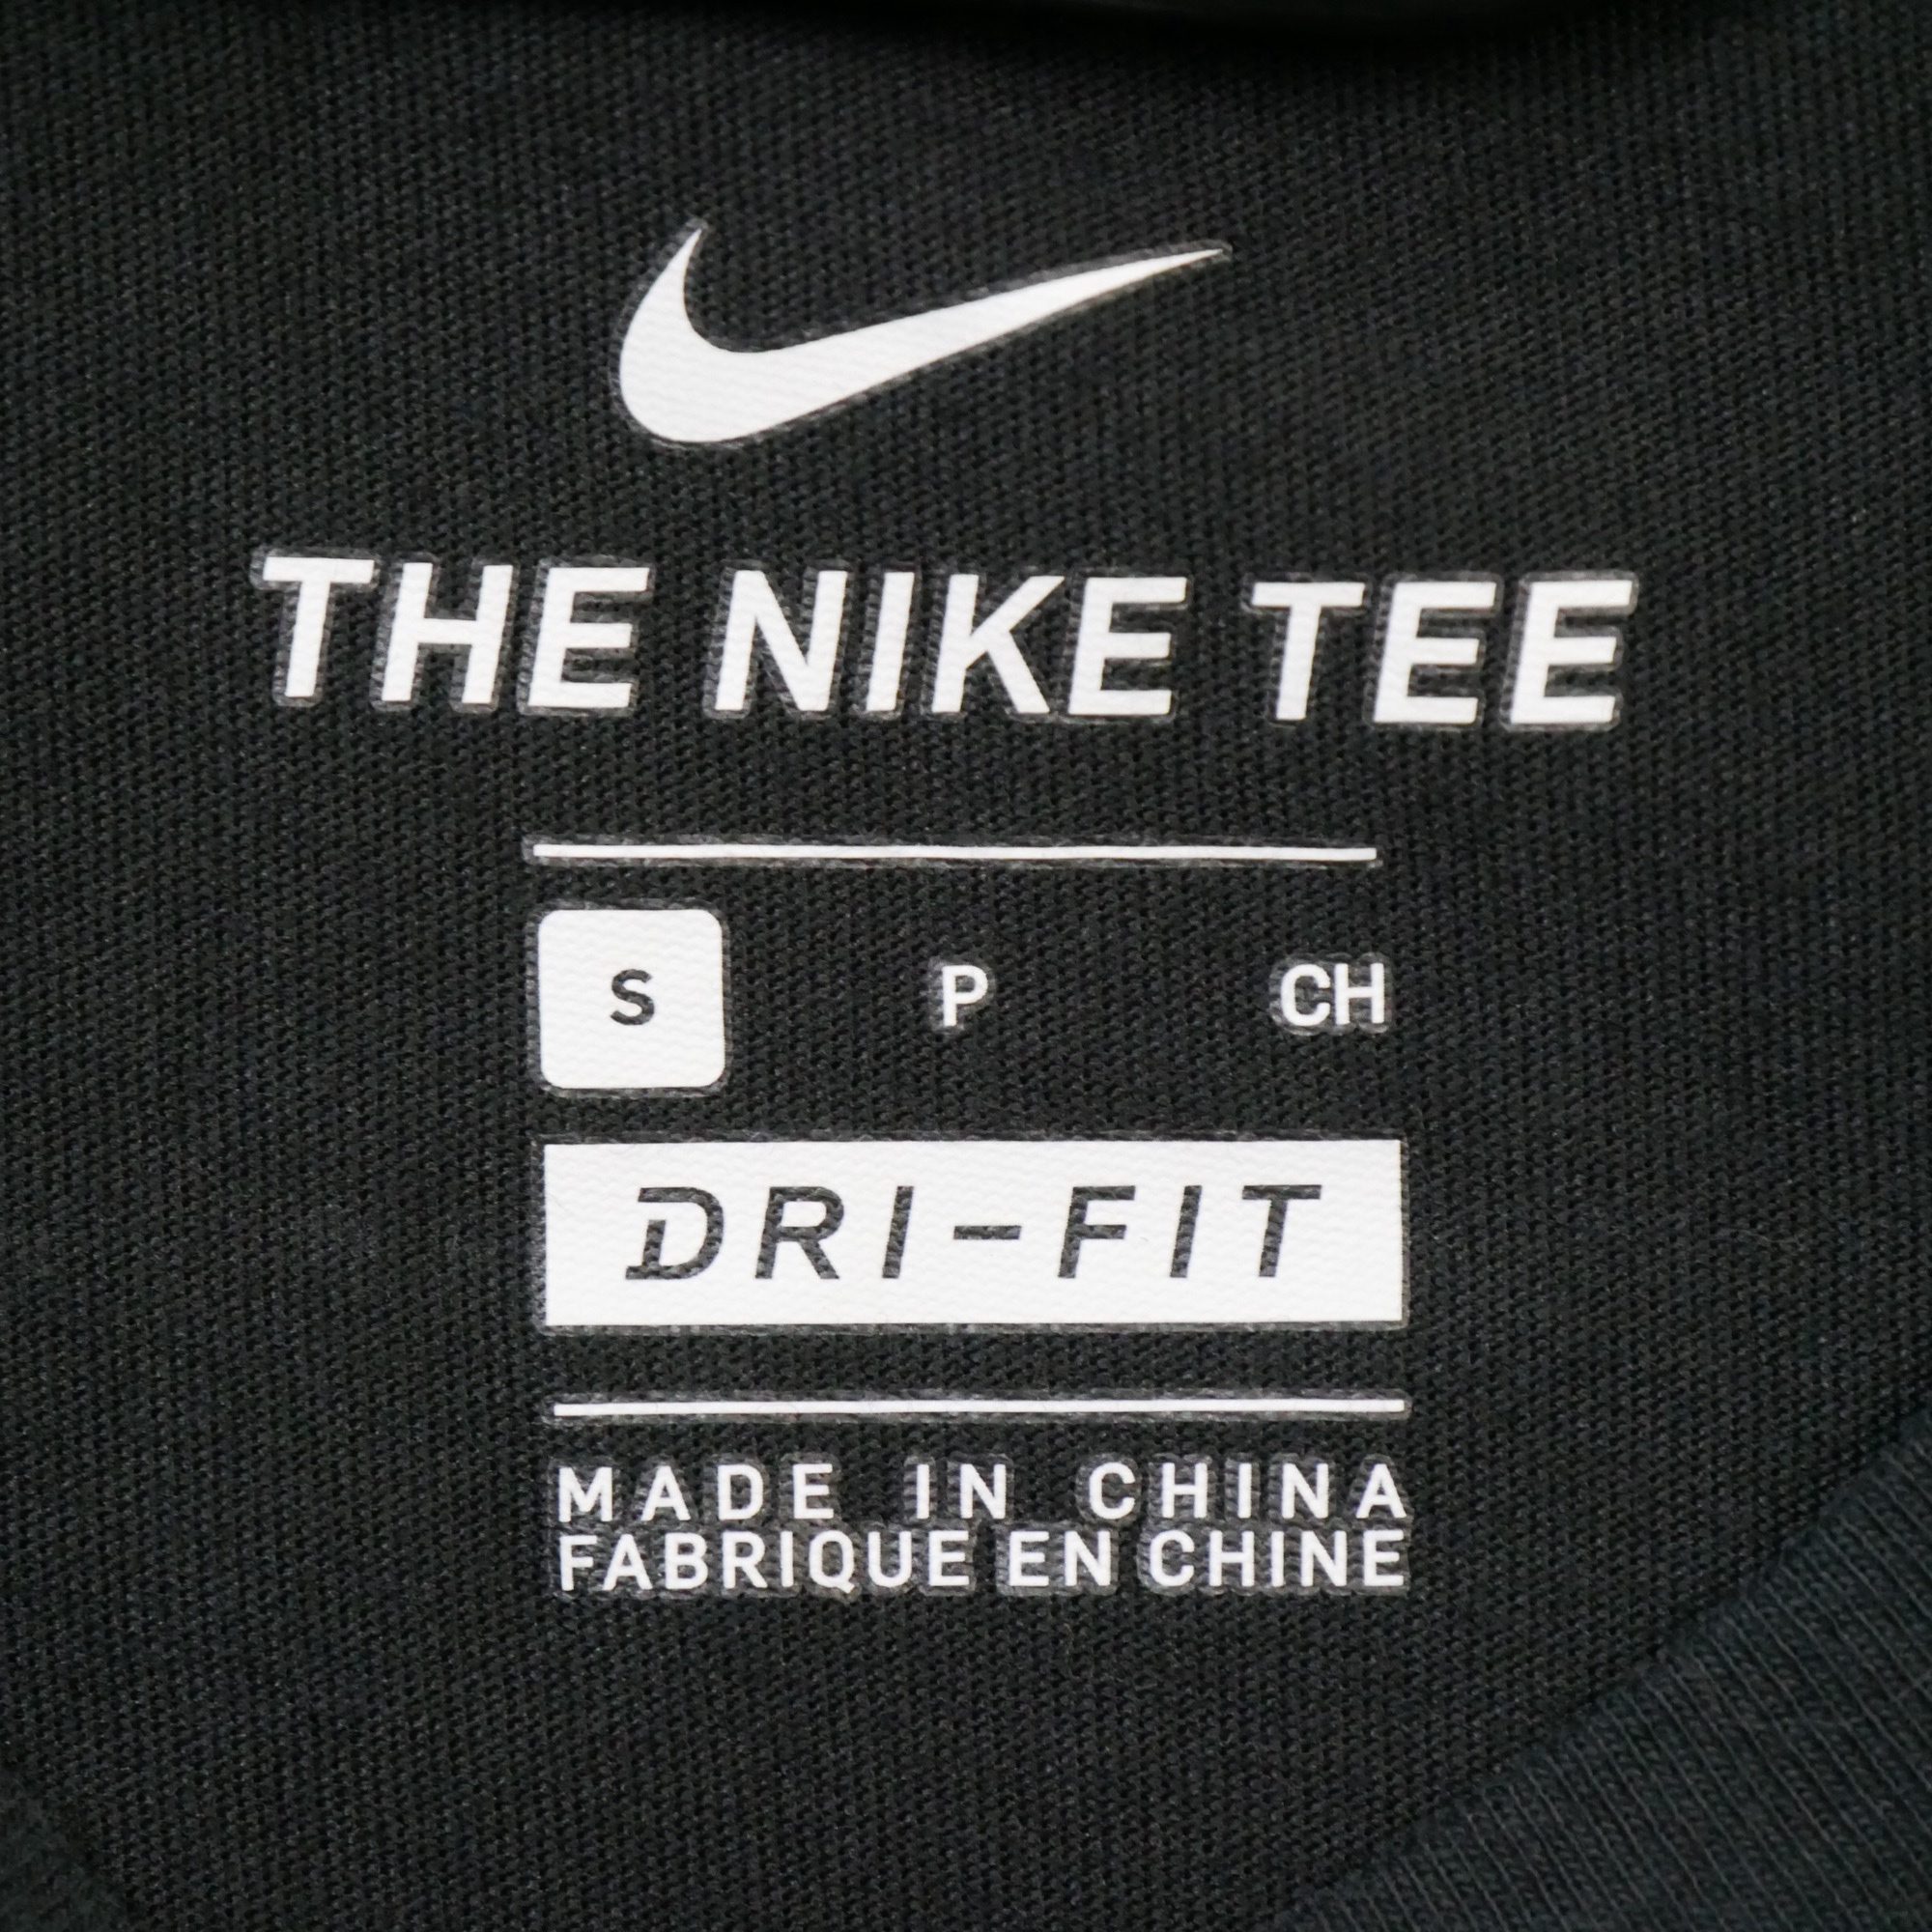 THE NIKE TEE
S P CH
DRI-FIT
MADE IN CHINA
FABRIQUE EN CHINE